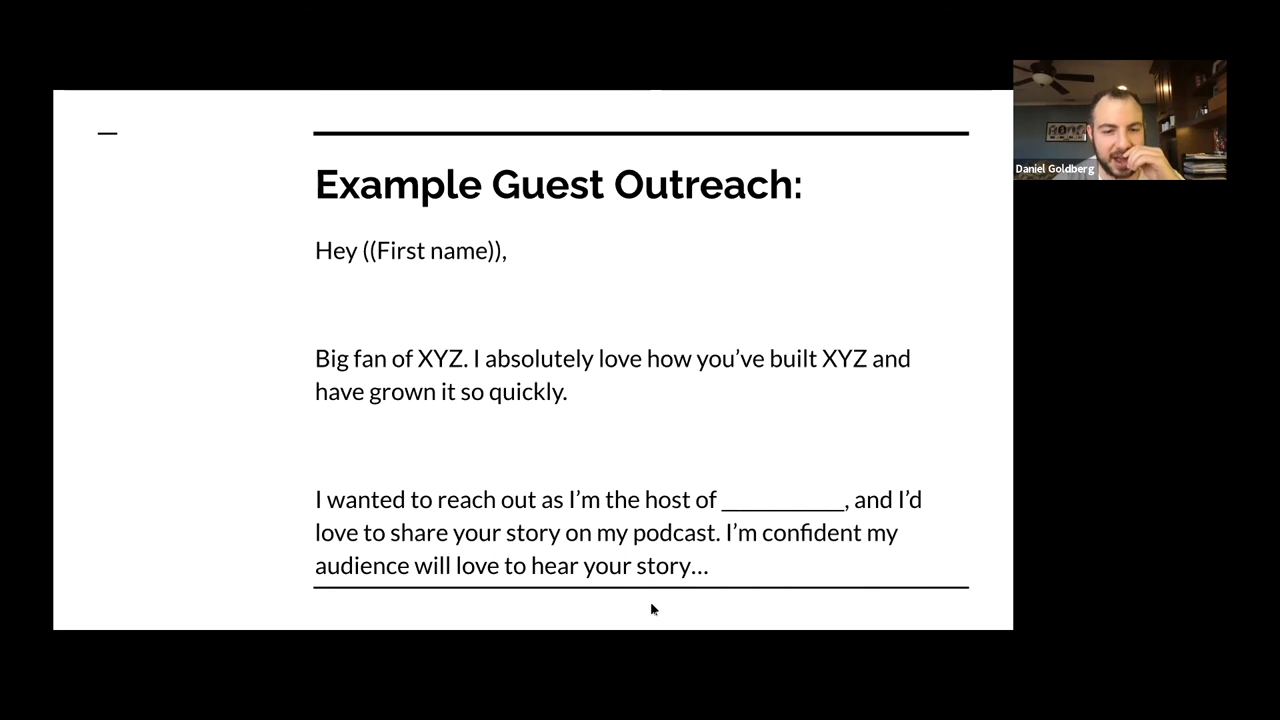 Example Guest Outreach:
Hey ((First name)),
Big fan of XYZ. I absolutely love how you’ve built XYZ and
have grown it so quickly.
I wanted to reach out as I’m the host of __________, and I’d
love to share your story on my podcast. I’m confident my
audience will love to hear your story...
Daniel Goldberg